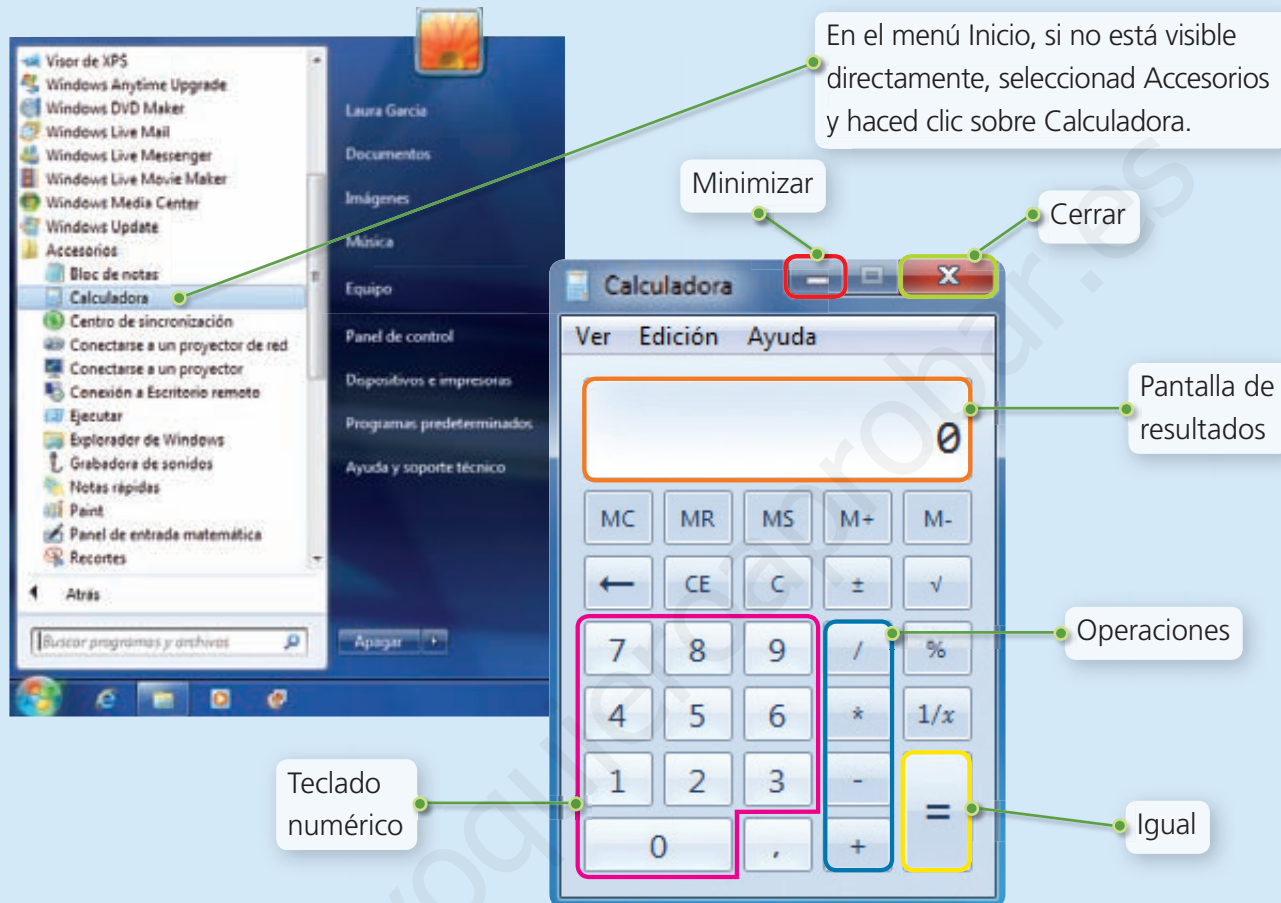 En el menú Inicio, si no está visible
directamente, seleccionad Accesorios
y haced clic sobre Calculadora.
Visor de XPS
Windows Anytime Upgrade
Windows DVD Maker
Windows Live Mail
Windows Live Messenger
Windows Live Movie Maker
Windows Media Center
Windows Update
Accesorios
Bloc de notas
Calculadora
Centro de sincronización
Conectarse a un proyector de red
Conectarse a un proyector
Conexión a Escritorio remoto
Ejecutar
Explorador de Windows
Grabadora de sonidos
Notas rápidas
Paint
Panel de entrada matemática
Recortes
Atrás
Buscar programas y archivos
Laura García
Documentos
Imágenes
Música
Equipo
Panel de control
Dispositivos e impresoras
Programas predeterminados
Ayuda y soporte técnico
Apagar
Minimizar
Cerrar
Calculadora
Ver Edición Ayuda
0
Pantalla de
resultados
MC MR MS M+ M-
← CE C ± √
7 8 9 / %
4 5 6 * 1/x
1 2 3 - =
0 , +
Operaciones
Teclado
numérico
Igual
roquieroaprobar.es